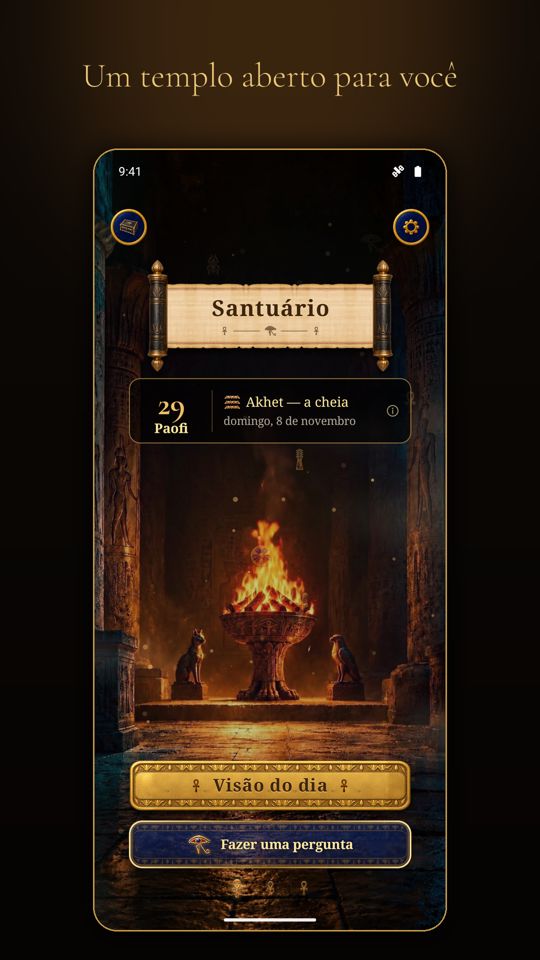 Um templo aberto para você
9:41
Santuário
29
Paofi
Akhet — a cheia
domingo, 8 de novembro
Visão do dia
Fazer uma pergunta